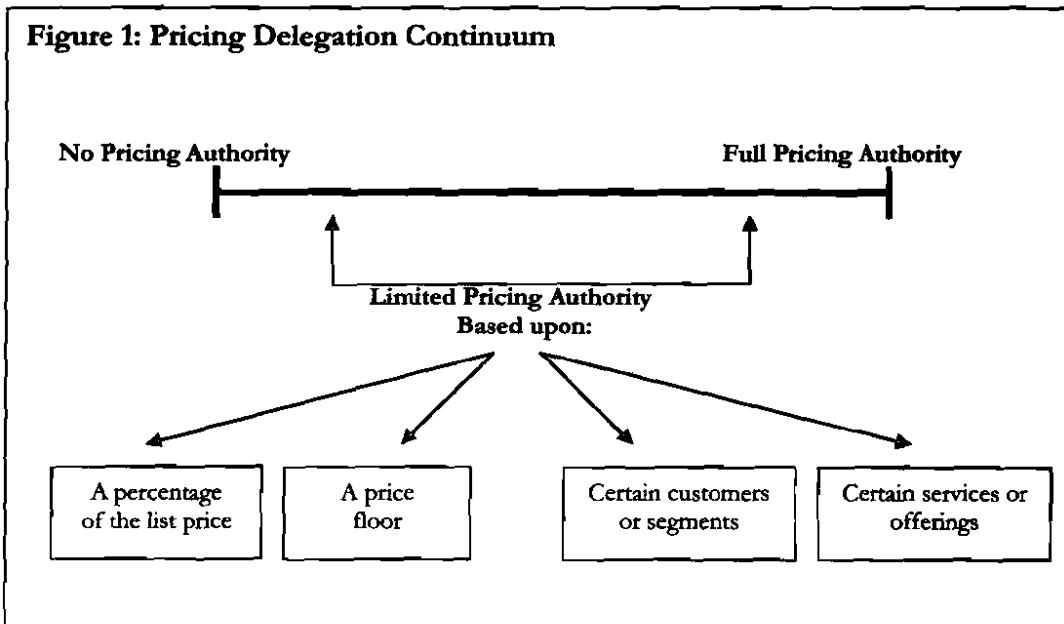 Figure 1: Pricing Delegation Continuum
No Pricing Authority
Full Pricing Authority
Limited Pricing Authority
Based upon:
A percentage
of the list price
A price
floor
Certain customers
or segments
Certain services or
offerings